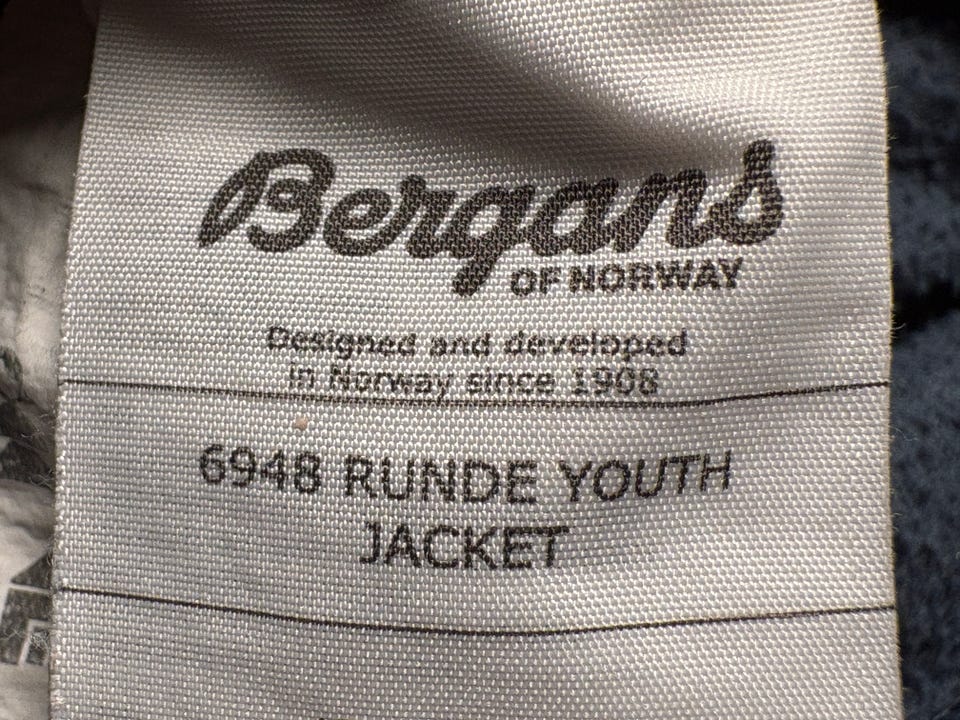 Bergans
OF NORWAY
Designed and developed
in Norway since 1908
6948 RUNDE YOUTH
JACKET